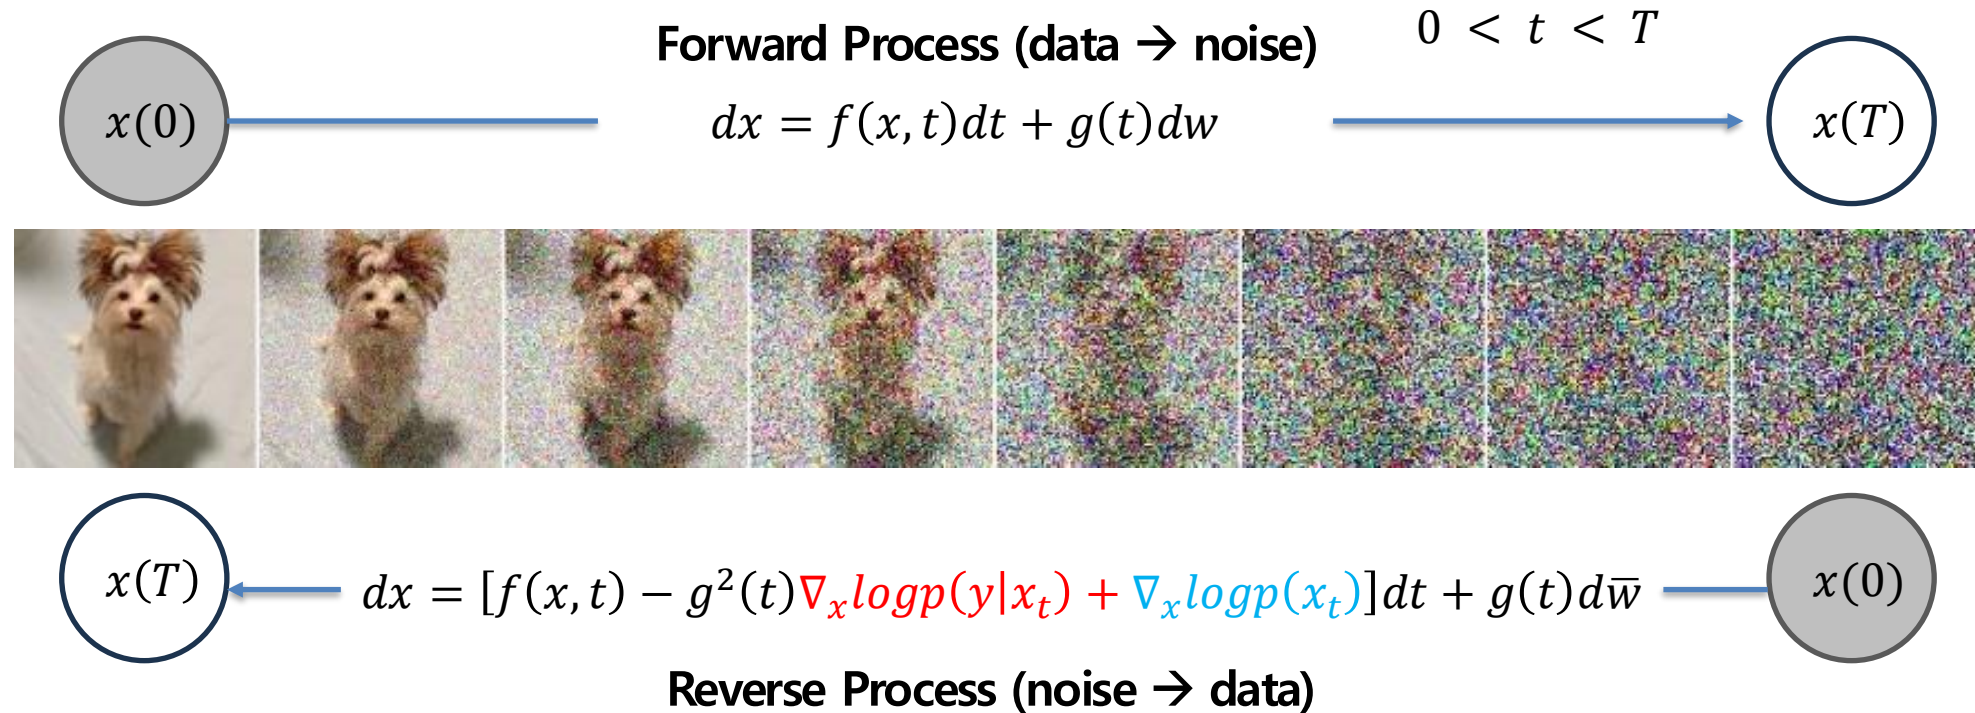 Forward Process (data → noise)
0 < t < T
x(0)
dx = f(x, t)dt + g(t)dw
x(T)
x(T)
dx = [f(x, t) − g²(t)∇ₓlogp(y|xₜ) + ∇ₓlogp(xₜ)]dt + g(t)dw̅
x(0)
Reverse Process (noise → data)